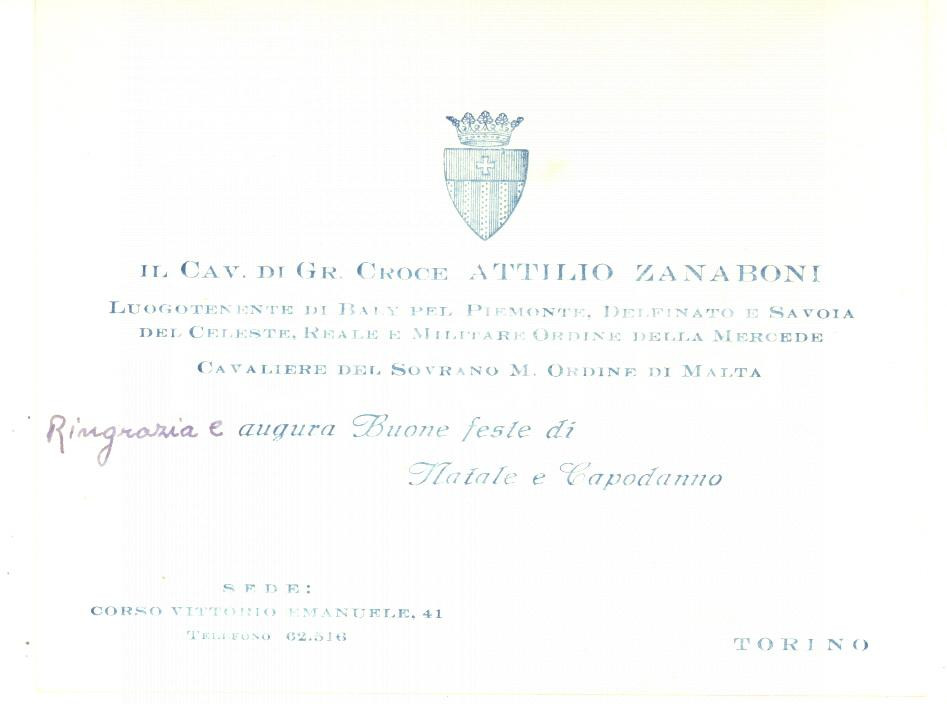 IL CAV. DI GR. CROCE ATTILIO ZANABONI
LUOGOTENENTE DI BALY PEL PIEMONTE, DELFINATO E SAVOIA
DEL CELESTE, REALE E MILITARE ORDINE DELLA MERCEDE
CAVALIERE DEL SOVRANO M. ORDINE DI MALTA
Ringrazia e augura Buone feste di
Natale e Capodanno
SEDE:
CORSO VITTORIO EMANUELE, 41
TELEFONO 62.516
TORINO